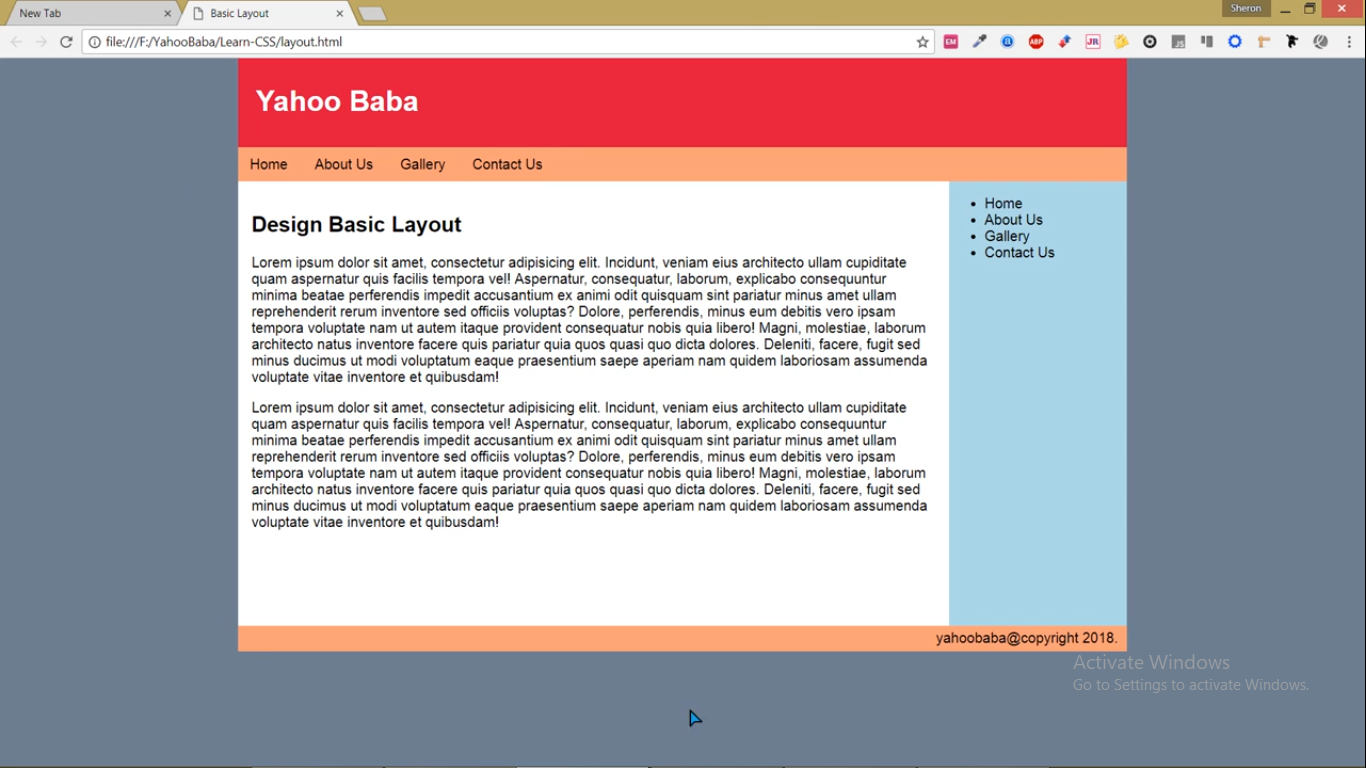 New Tab
Basic Layout
Sheron
file:///F:/YahooBaba/Learn-CSS/layout.html
EM
ABP
JR
JS
Yahoo Baba
Home About Us Gallery Contact Us
Design Basic Layout
Lorem ipsum dolor sit amet, consectetur adipisicing elit. Incidunt, veniam eius architecto ullam cupiditate
quam aspernatur quis facilis tempora vel! Aspernatur, consequatur, laborum, explicabo consequuntur
minima beatae perferendis impedit accusantium ex animi odit quisquam sint pariatur minus amet ullam
reprehenderit rerum inventore sed officiis voluptas? Dolore, perferendis, minus eum debitis vero ipsam
tempora voluptate nam ut autem itaque provident consequatur nobis quia libero! Magni, molestiae, laborum
architecto natus inventore facere quis pariatur quia quos quasi quo dicta dolores. Deleniti, facere, fugit sed
minus ducimus ut modi voluptatum eaque praesentium saepe aperiam nam quidem laboriosam assumenda
voluptate vitae inventore et quibusdam!
Lorem ipsum dolor sit amet, consectetur adipisicing elit. Incidunt, veniam eius architecto ullam cupiditate
quam aspernatur quis facilis tempora vel! Aspernatur, consequatur, laborum, explicabo consequuntur
minima beatae perferendis impedit accusantium ex animi odit quisquam sint pariatur minus amet ullam
reprehenderit rerum inventore sed officiis voluptas? Dolore, perferendis, minus eum debitis vero ipsam
tempora voluptate nam ut autem itaque provident consequatur nobis quia libero! Magni, molestiae, laborum
architecto natus inventore facere quis pariatur quia quos quasi quo dicta dolores. Deleniti, facere, fugit sed
minus ducimus ut modi voluptatum eaque praesentium saepe aperiam nam quidem laboriosam assumenda
voluptate vitae inventore et quibusdam!
• Home
• About Us
• Gallery
• Contact Us
yahoobaba@copyright 2018.
Activate Windows
Go to Settings to activate Windows.